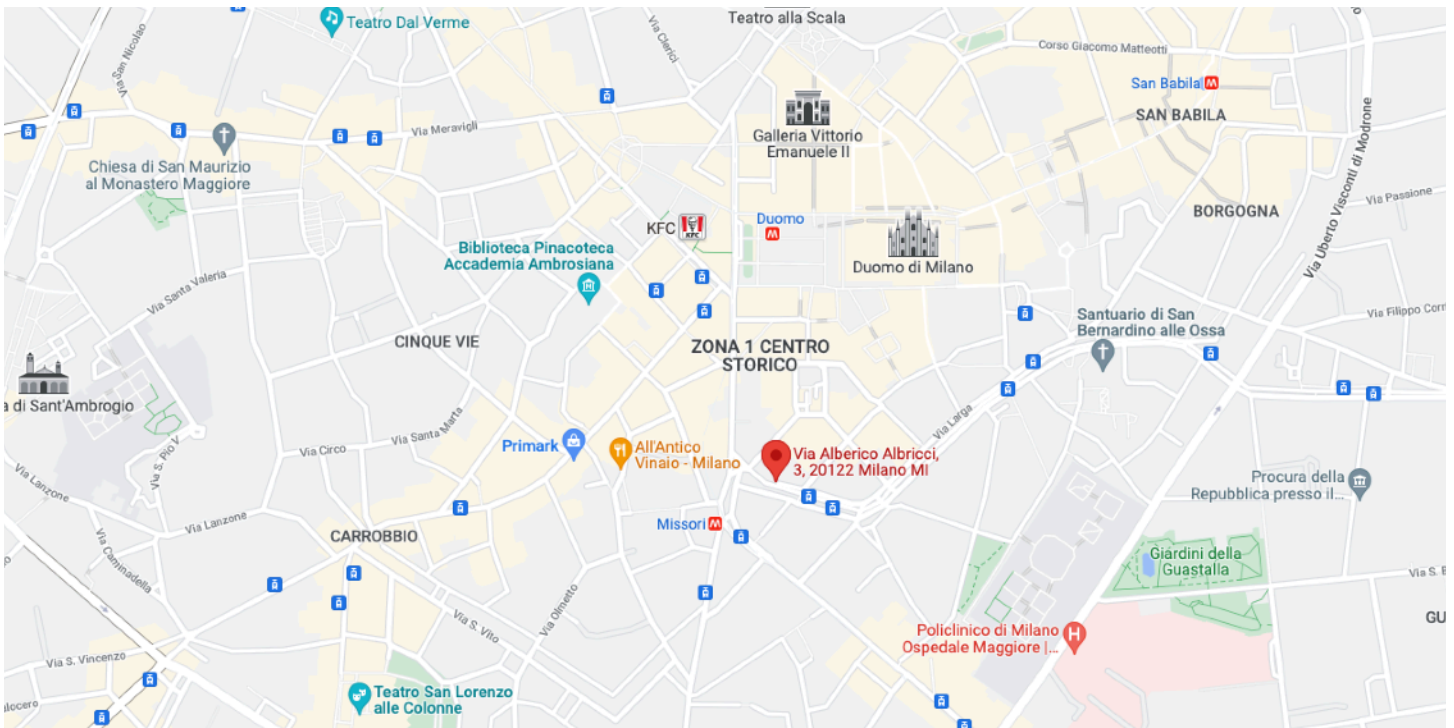 Teatro Dal Verme
Teatro alla Scala
Via San Nicolao
Via Clerici
Corso Giacomo Matteotti
San Babila
M
SAN BABILA
Via Meravigli
Galleria Vittorio
Emanuele II
Chiesa di San Maurizio
al Monastero Maggiore
Via Uberto Visconti di Modrone
Via Passione
BORGOGNA
KFC
KFC
Duomo
M
Biblioteca Pinacoteca
Accademia Ambrosiana
Duomo di Milano
Via Santa Valeria
Santuario di San
Bernardino alle Ossa
Via Filippo Corri
CINQUE VIE
ZONA 1 CENTRO
STORICO
a di Sant'Ambrogio
Via Larga
Via Santa Marta
Via Circo
Via S. Pio V
Primark
All'Antico
Vinaio - Milano
Via Alberico Albricci,
3, 20122 Milano MI
Via Lanzone
Procura della
Repubblica presso il...
Via Lanzone
Missori
M
CARROBBIO
Via Caminadella
Giardini della
Guastalla
Via S. B
Via Olmetto
Via S. Vito
GU
Policlinico di Milano
Ospedale Maggiore |...
H
Via S. Vincenzo
Teatro San Lorenzo
alle Colonne
alocero